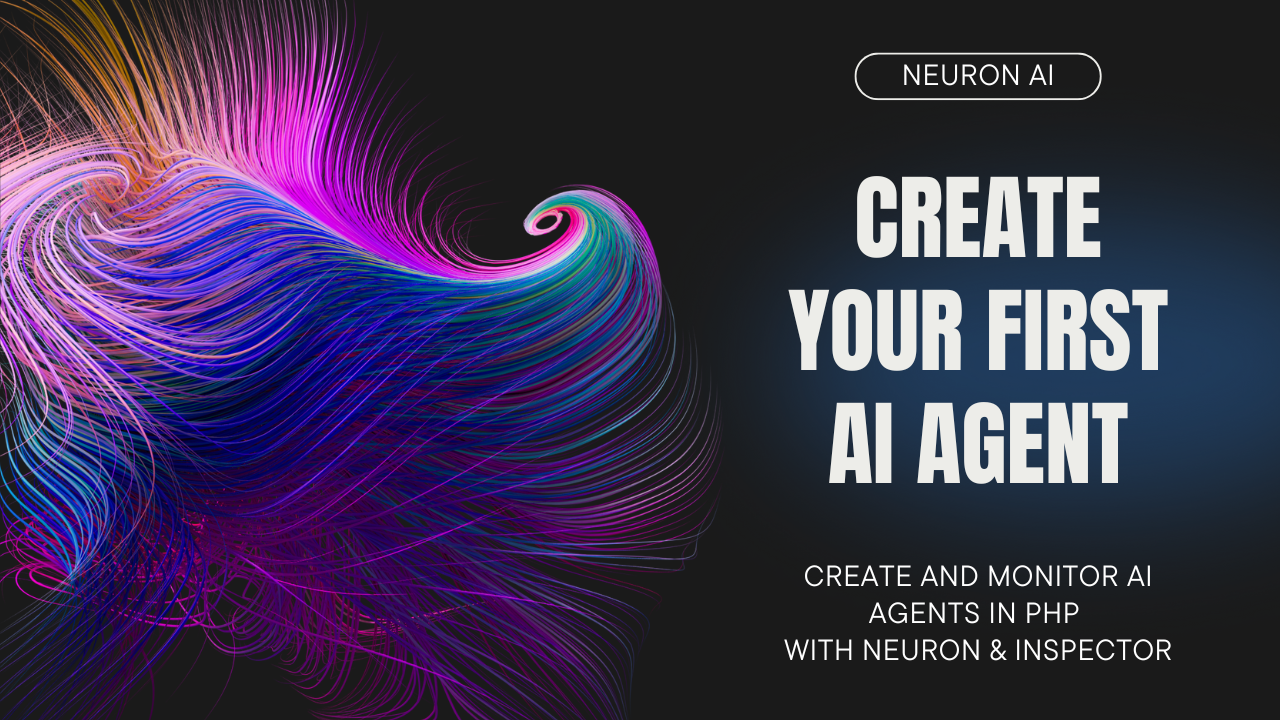 NEURON AI
CREATE
YOUR FIRST
AI AGENT
CREATE AND MONITOR AI
AGENTS IN PHP
WITH NEURON & INSPECTOR